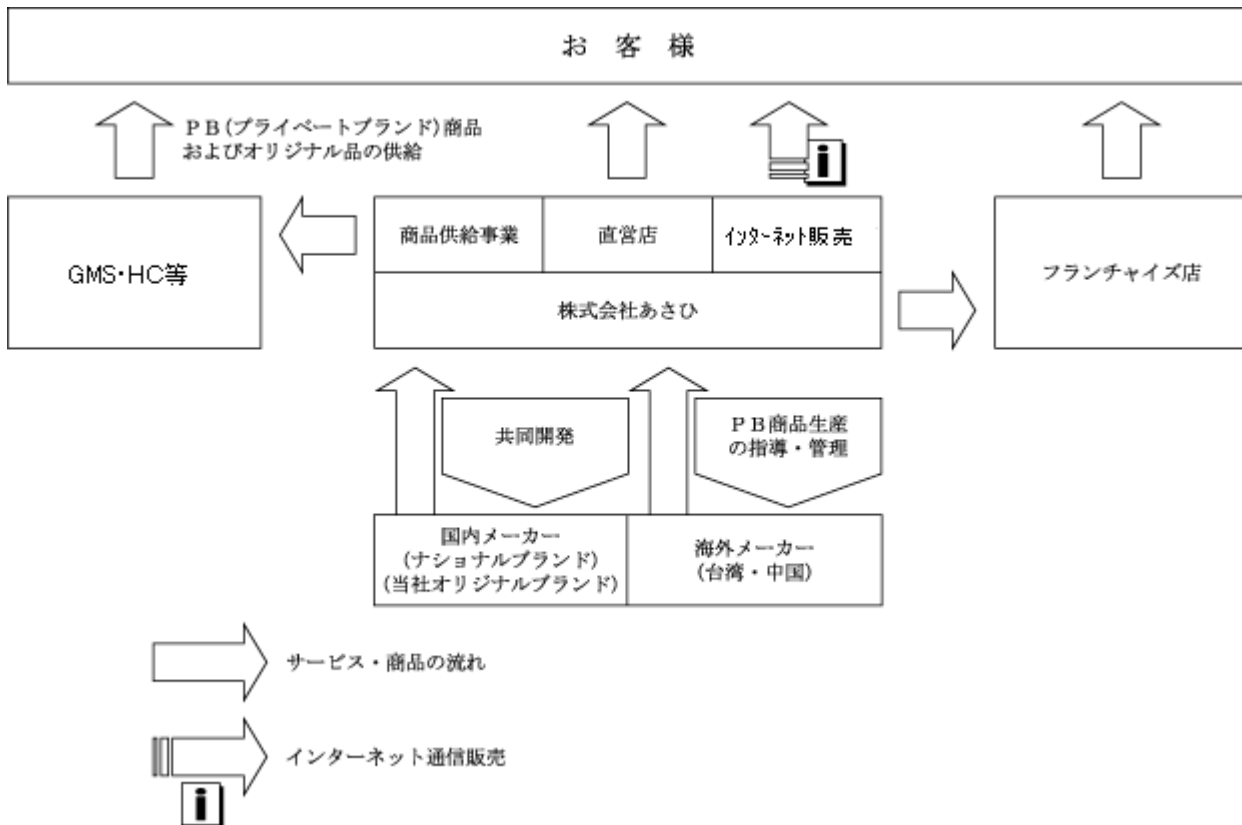 お 客 様
ＰＢ(プライベートブランド)商品
およびオリジナル品の供給
GMS･HC等
商品供給事業
直営店
インターネット販売
株式会社あさひ
フランチャイズ店
共同開発
ＰＢ商品生産
の指導・管理
国内メーカー
(ナショナルブランド)
(当社オリジナルブランド)
海外メーカー
(台湾・中国)
サービス・商品の流れ
インターネット通信販売